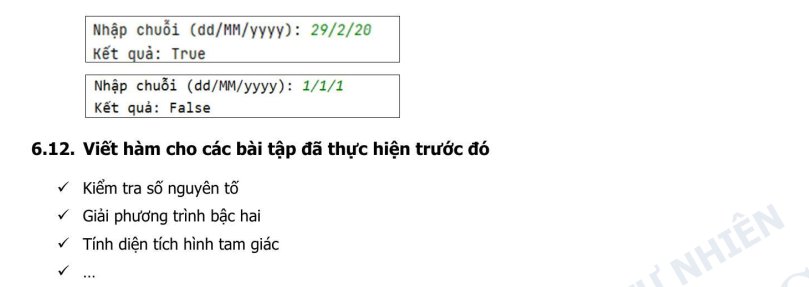 Nhập chuỗi (dd/MM/yyyy): 29/2/20
Kết quả: True
Nhập chuỗi (dd/MM/yyyy): 1/1/1
Kết quả: False
6.12. Viết hàm cho các bài tập đã thực hiện trước đó
✓ Kiểm tra số nguyên tố
✓ Giải phương trình bậc hai
✓ Tính diện tích hình tam giác
✓ ...
NHIÊN